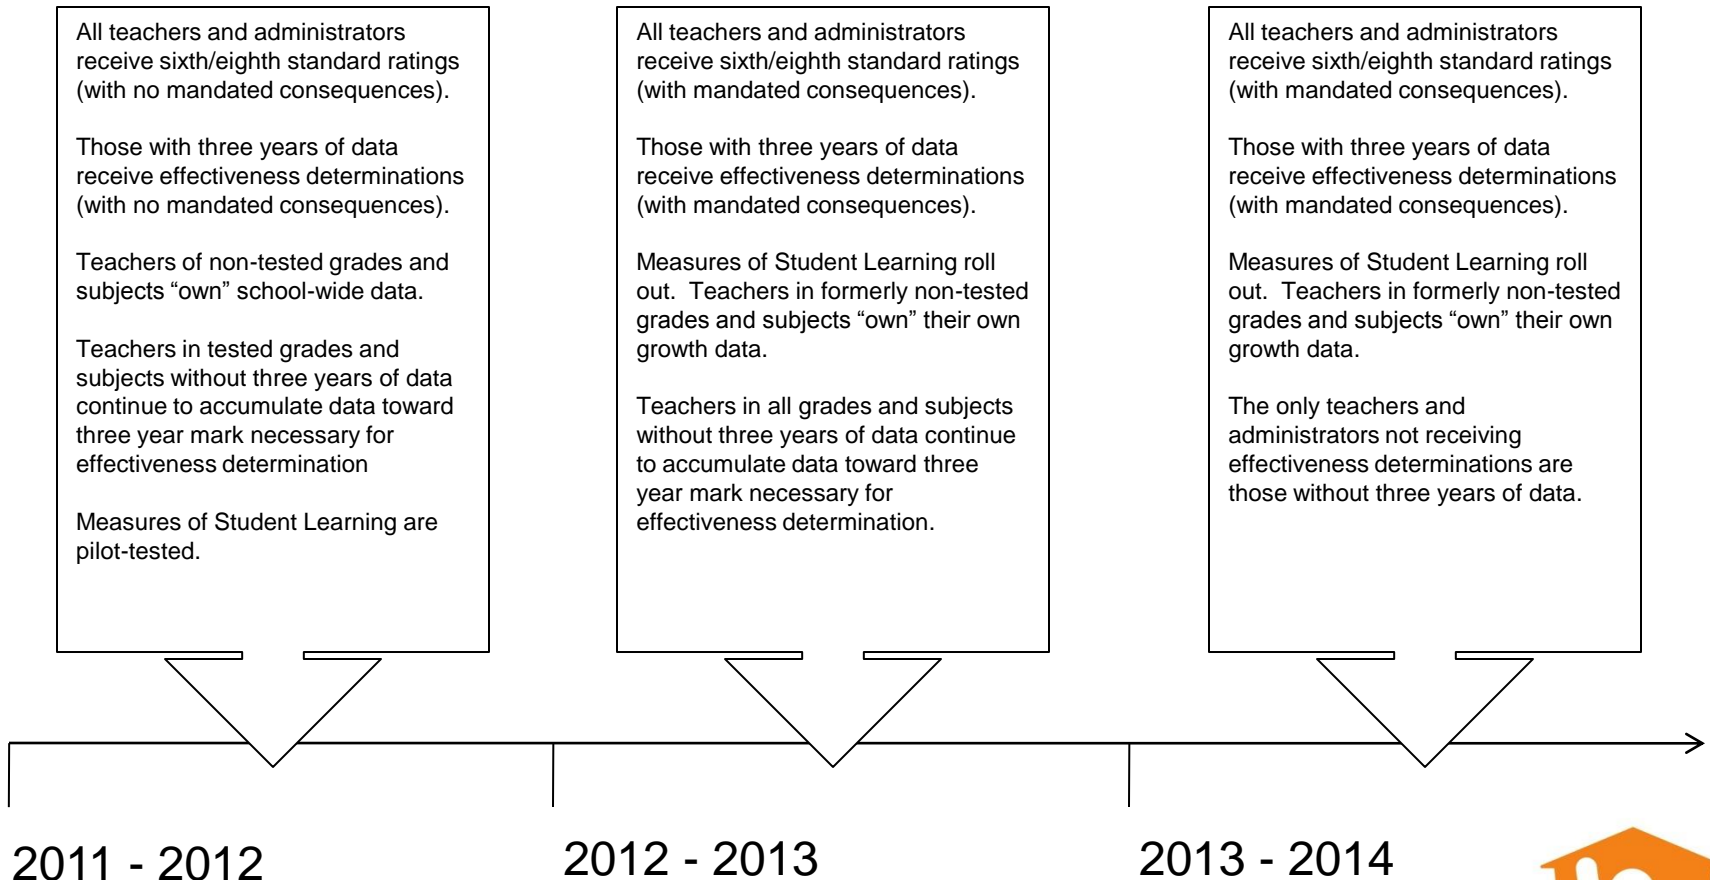 All teachers and administrators
receive sixth/eighth standard ratings
(with no mandated consequences).
Those with three years of data
receive effectiveness determinations
(with no mandated consequences).
Teachers of non-tested grades and
subjects “own” school-wide data.
Teachers in tested grades and
subjects without three years of data
continue to accumulate data toward
three year mark necessary for
effectiveness determination
Measures of Student Learning are
pilot-tested.
All teachers and administrators
receive sixth/eighth standard ratings
(with mandated consequences).
Those with three years of data
receive effectiveness determinations
(with mandated consequences).
Measures of Student Learning roll
out.  Teachers in formerly non-tested
grades and subjects “own” their own
growth data.
Teachers in all grades and subjects
without three years of data continue
to accumulate data toward three
year mark necessary for
effectiveness determination.
All teachers and administrators
receive sixth/eighth standard ratings
(with mandated consequences).
Those with three years of data
receive effectiveness determinations
(with mandated consequences).
Measures of Student Learning roll
out.  Teachers in formerly non-tested
grades and subjects “own” their own
growth data.
The only teachers and
administrators not receiving
effectiveness determinations are
those without three years of data.
2011 - 2012
2012 - 2013
2013 - 2014